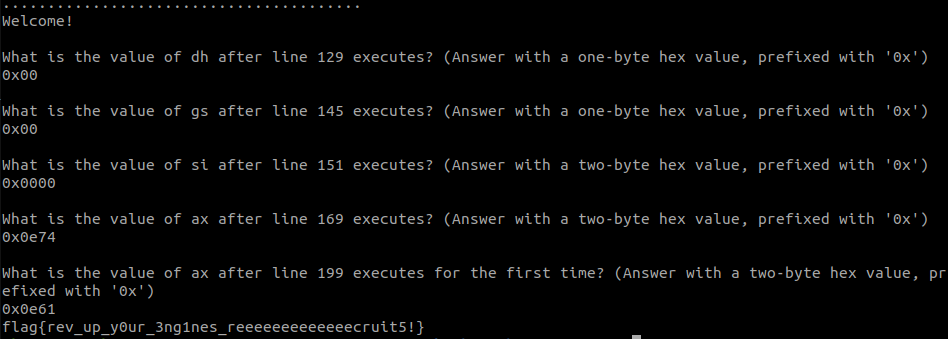 ........................................
Welcome!
What is the value of dh after line 129 executes? (Answer with a one-byte hex value, prefixed with '0x')
0x00
What is the value of gs after line 145 executes? (Answer with a one-byte hex value, prefixed with '0x')
0x00
What is the value of si after line 151 executes? (Answer with a two-byte hex value, prefixed with '0x')
0x0000
What is the value of ax after line 169 executes? (Answer with a two-byte hex value, prefixed with '0x')
0x0e74
What is the value of ax after line 199 executes for the first time? (Answer with a two-byte hex value, pr
efixed with '0x')
0x0e61
flag{rev_up_y0ur_3ng1nes_reeeeeeeeeeeeecruit5!}